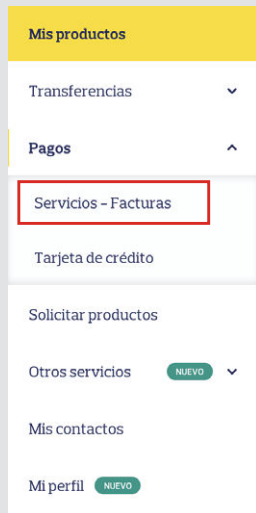 Mis productos
Transferencias
Pagos
Servicios – Facturas
Tarjeta de crédito
Solicitar productos
Otros servicios NUEVO
Mis contactos
Mi perfil NUEVO